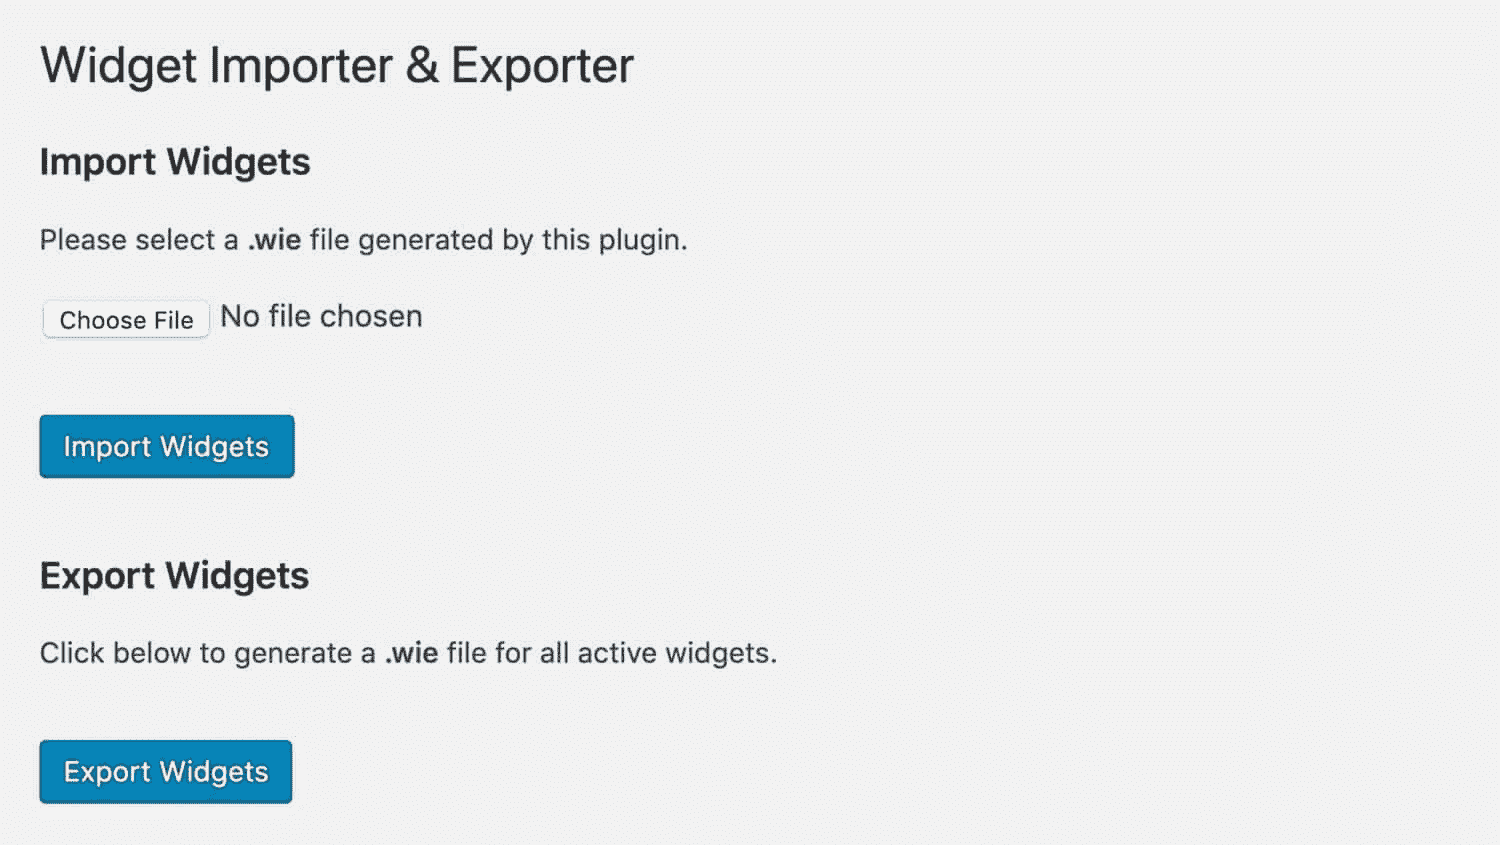 Widget Importer & Exporter
Import Widgets
Please select a .wie file generated by this plugin.
Choose File No file chosen
Import Widgets
Export Widgets
Click below to generate a .wie file for all active widgets.
Export Widgets